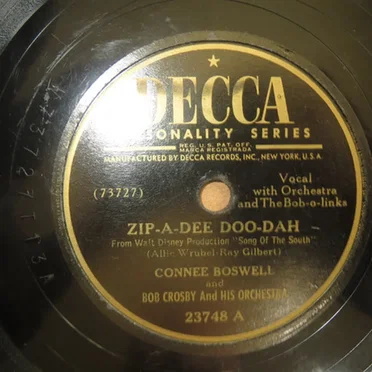 DECCA
SONALITY SERIES
REG. U.S. PAT. OFF.
MARCA REGISTRADA
MANUFACTURED BY DECCA RECORDS, INC., NEW YORK, U.S.A.
(73727)
Vocal
with Orchestra
and The Bob-o-links
ZIP-A-DEE DOO-DAH
From Walt Disney Production "Song Of The South"
(Allie Wrubel-Ray Gilbert)
CONNEE BOSWELL
and
BOB CROSBY And HIS ORCHESTRA
23748 A